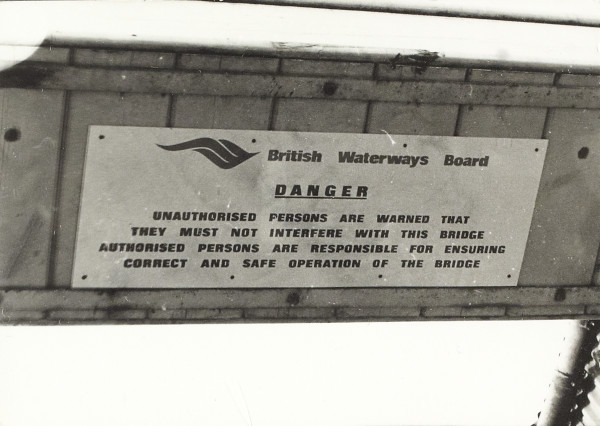 British Waterways Board
DANGER
UNAUTHORISED PERSONS ARE WARNED THAT
THEY MUST NOT INTERFERE WITH THIS BRIDGE
AUTHORISED PERSONS ARE RESPONSIBLE FOR ENSURING
CORRECT AND SAFE OPERATION OF THE BRIDGE